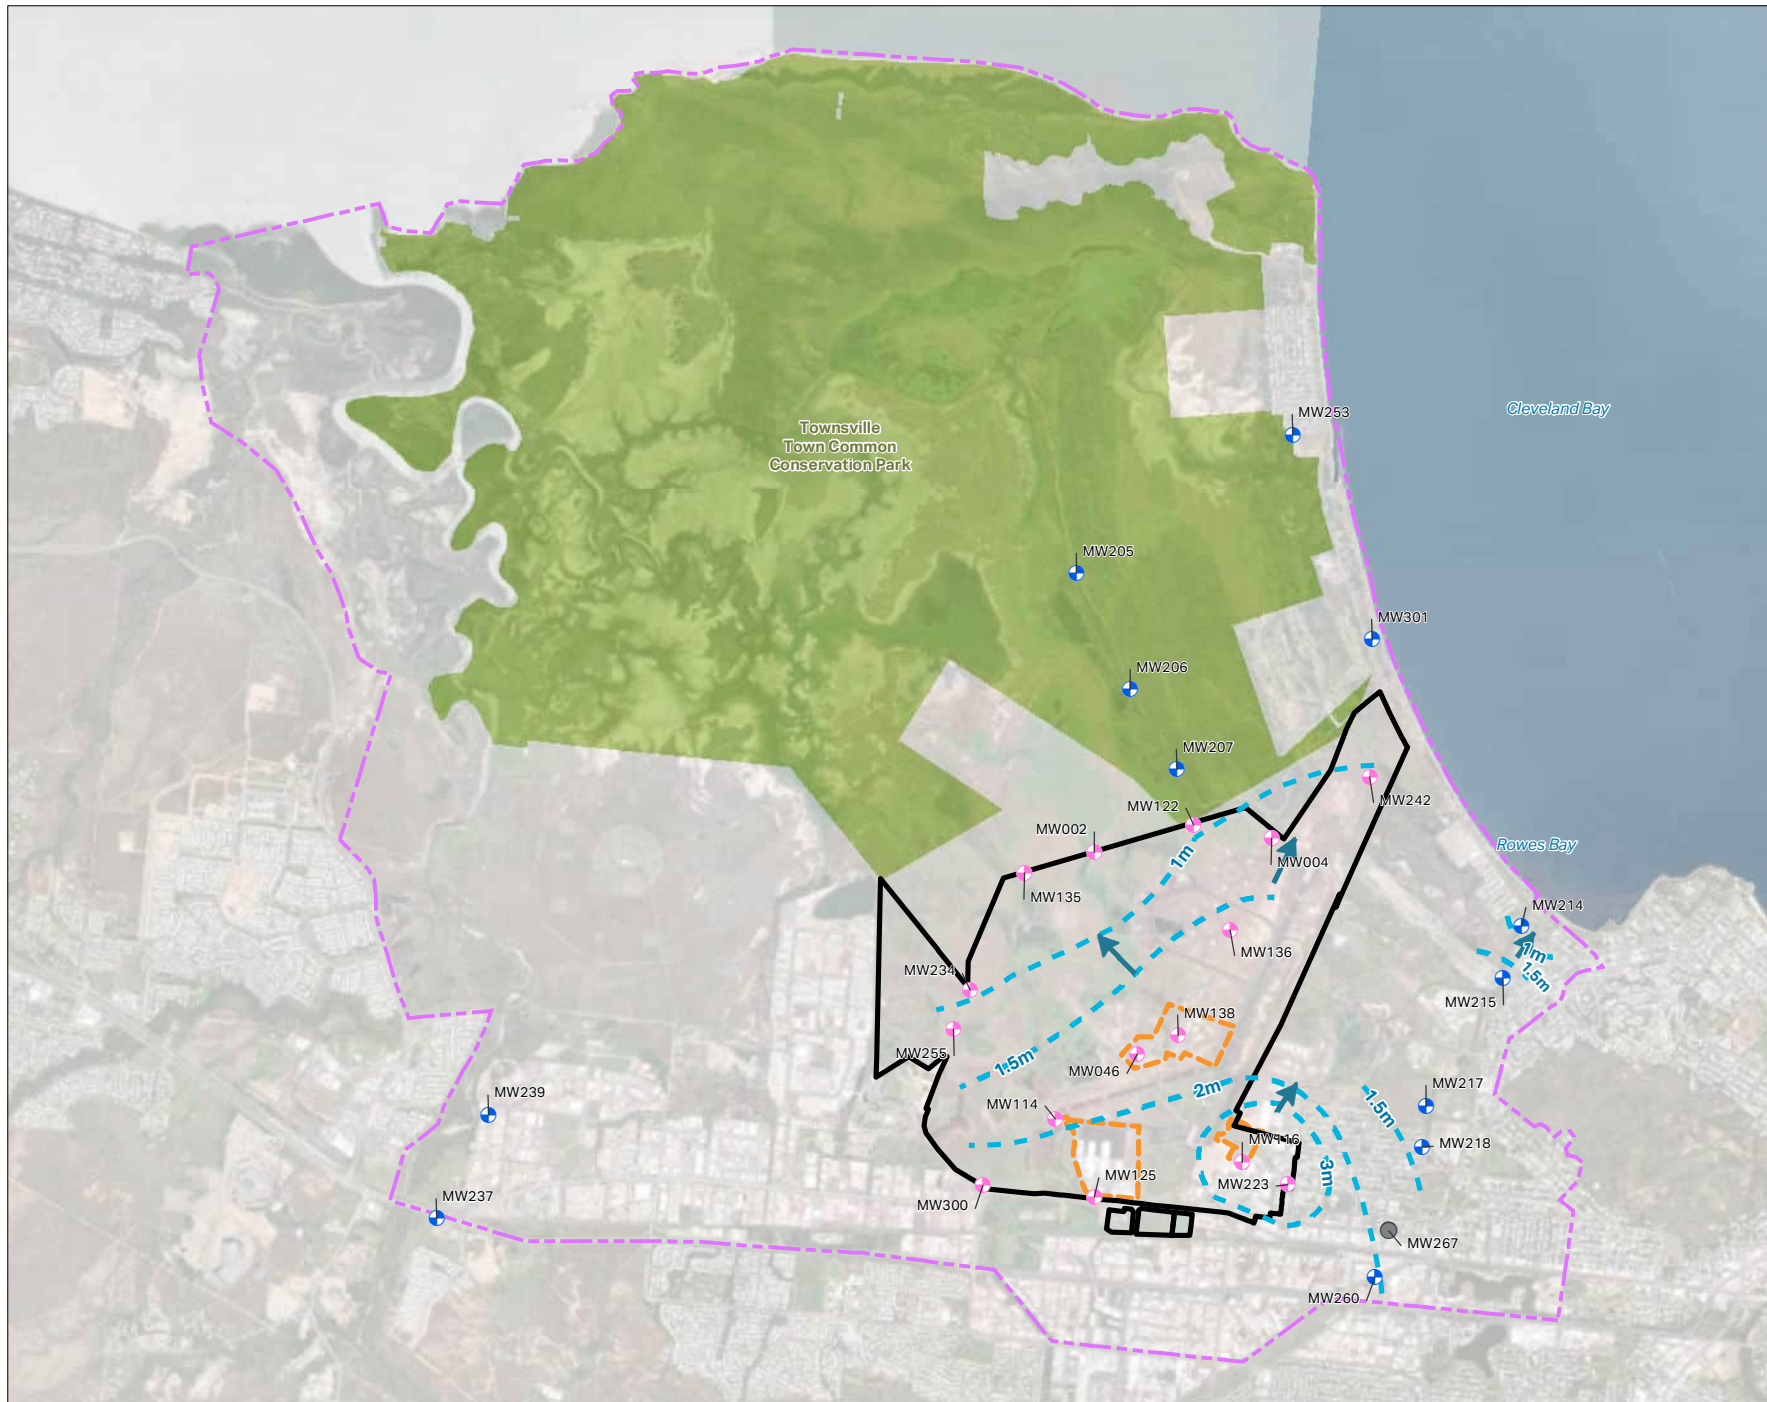 MW253
Cleveland Bay
Townsville
Town Common
Conservation Park
MW205
MW301
MW206
MW207
MW122
MW242
MW002
1m
MW004
Rowes Bay
MW135
MW214
MW136
1m
MW234
1.5m
MW215
MW138
MW255
1.5m
MW046
2m
MW217
MW239
MW114
1.5m
MW116
MW218
MW125
3m
MW223
MW237
MW300
MW267
MW260